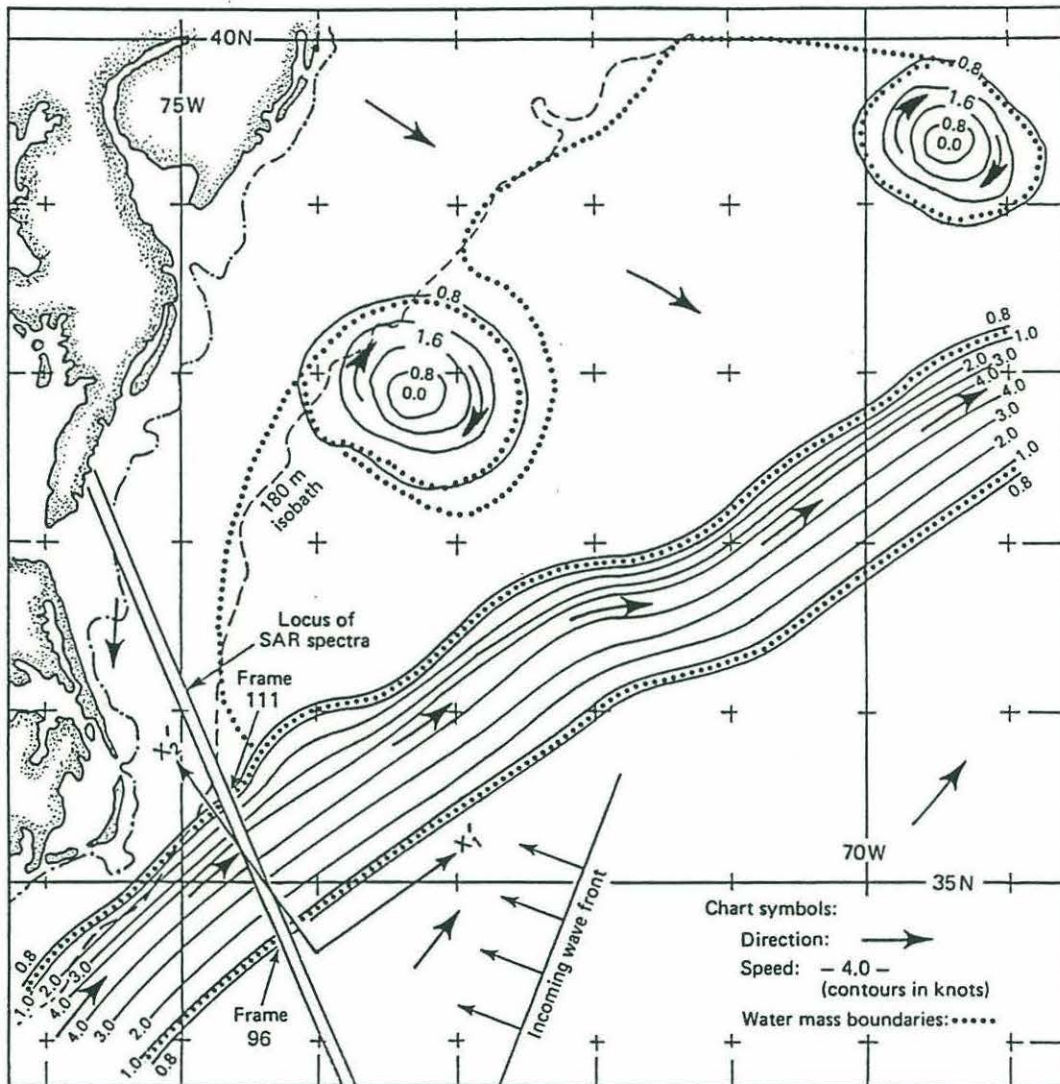 40N
75W
0.8
1.6
0.8
0.0
0.8
1.6
0.8
0.0
0.8
1.0
2.0
3.0
4.0
4.0
3.0
2.0
1.0
0.8
180 m
isobath
Locus of
SAR spectra
Frame
111
X'2
X'1
70W
35N
Incoming wave front
Chart symbols:
Direction:
Speed: – 4.0 –
(contours in knots)
Water mass boundaries:
0.8
-1.0
-2.0
-3.0
4.0
4.0
3.0
2.0
1.0
0.8
Frame
96